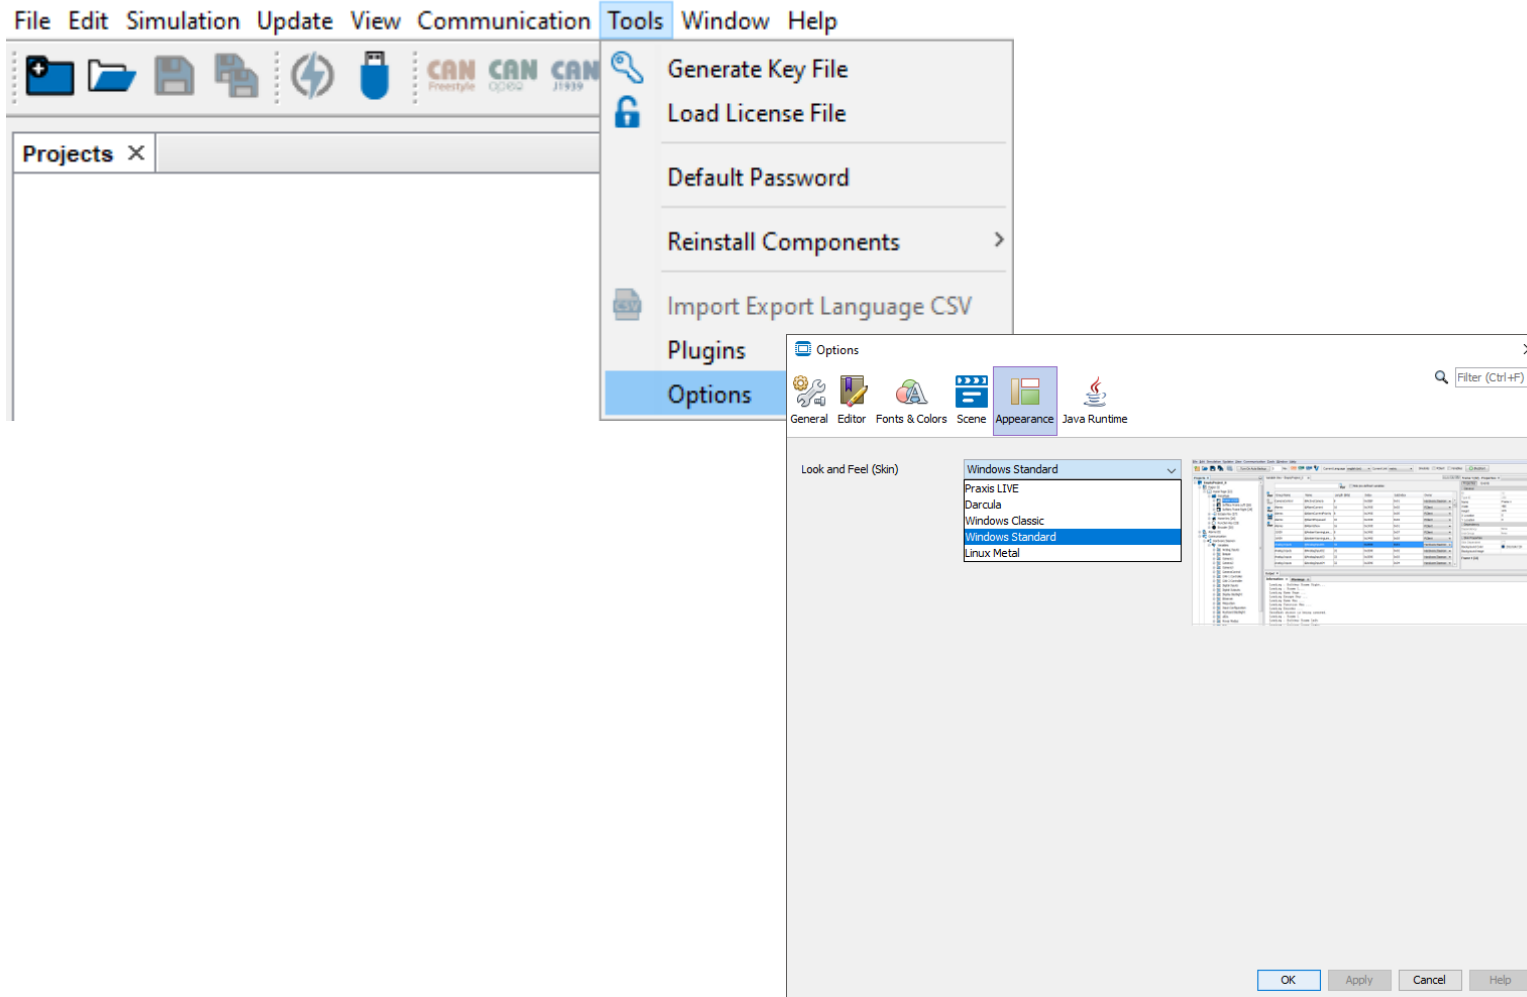 File Edit Simulation Update View Communication Tools Window Help
CAN Freestyle CAN open CAN J1939
Generate Key File
Load License File
Projects
Default Password
Reinstall Components
CSV Import Export Language CSV
Plugins
Options
Options
Filter (Ctrl+F)
General Editor Fonts & Colors Scene Appearance Java Runtime
Look and Feel (Skin) Windows Standard
Praxis LIVE
Darcula
Windows Classic
Windows Standard
Linux Metal
OK Apply Cancel Help